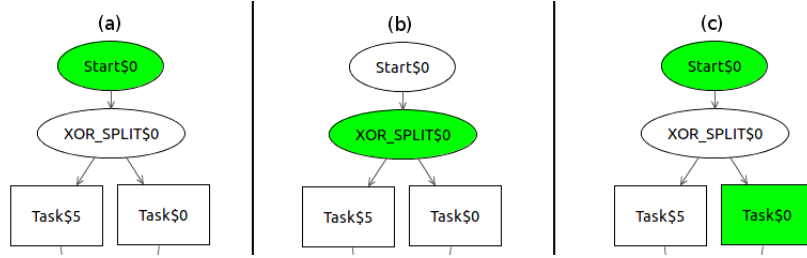 (a)
Start$0
XOR_SPLIT$0
Task$5 Task$0
(b)
Start$0
XOR_SPLIT$0
Task$5 Task$0
(c)
Start$0
XOR_SPLIT$0
Task$5 Task$0